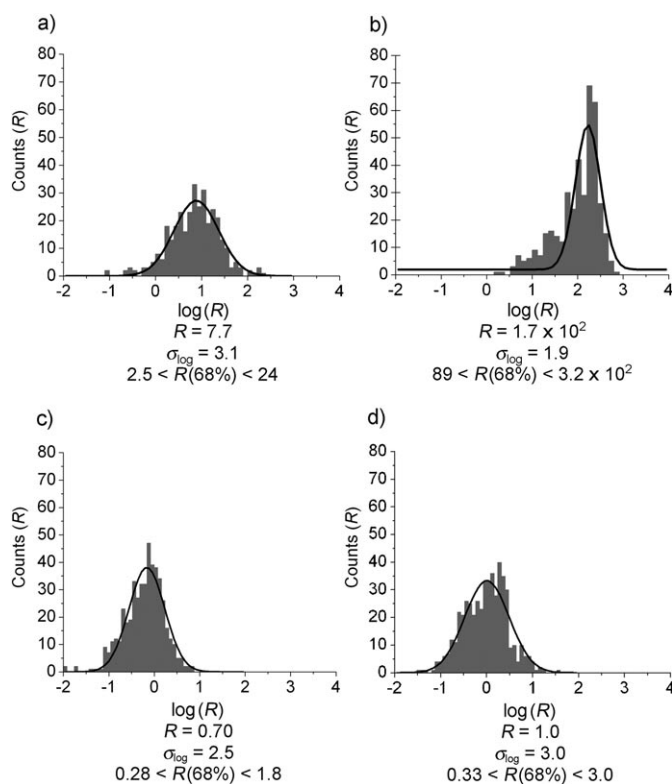 a)
80
70
60
50
40
30
20
10
0
Counts (R)
-2 -1 0 1 2 3 4
log(R)
R = 7.7
σlog = 3.1
2.5 < R(68%) < 24
b)
80
70
60
50
40
30
20
10
0
Counts (R)
-2 -1 0 1 2 3 4
log(R)
R = 1.7 x 10²
σlog = 1.9
89 < R(68%) < 3.2 x 10²
c)
80
70
60
50
40
30
20
10
0
Counts (R)
-2 -1 0 1 2 3 4
log(R)
R = 0.70
σlog = 2.5
0.28 < R(68%) < 1.8
d)
80
70
60
50
40
30
20
10
0
Counts (R)
-2 -1 0 1 2 3 4
log(R)
R = 1.0
σlog = 3.0
0.33 < R(68%) < 3.0